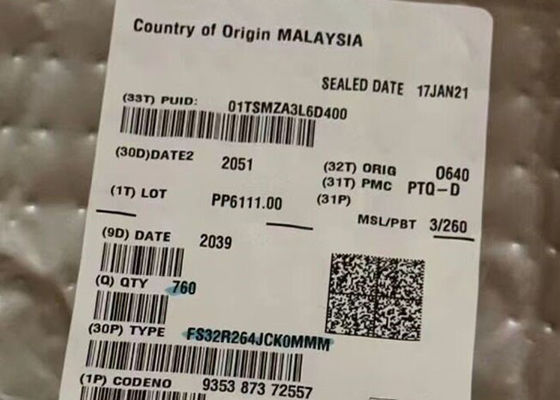 Country of Origin MALAYSIA
SEALED DATE 17JAN21
(33T) PUID: 01TSMZA3L6D400
(30D)DATE2 2051
(32T) ORIG 0640
(31T) PMC PTQ-D
(1T) LOT PP6111.00
(31P)
MSL/PBT 3/260
(9D) DATE 2039
(Q) QTY 760
(30P) TYPE FS32R264JCK0MMM
(1P) CODENO 9353 873 72557